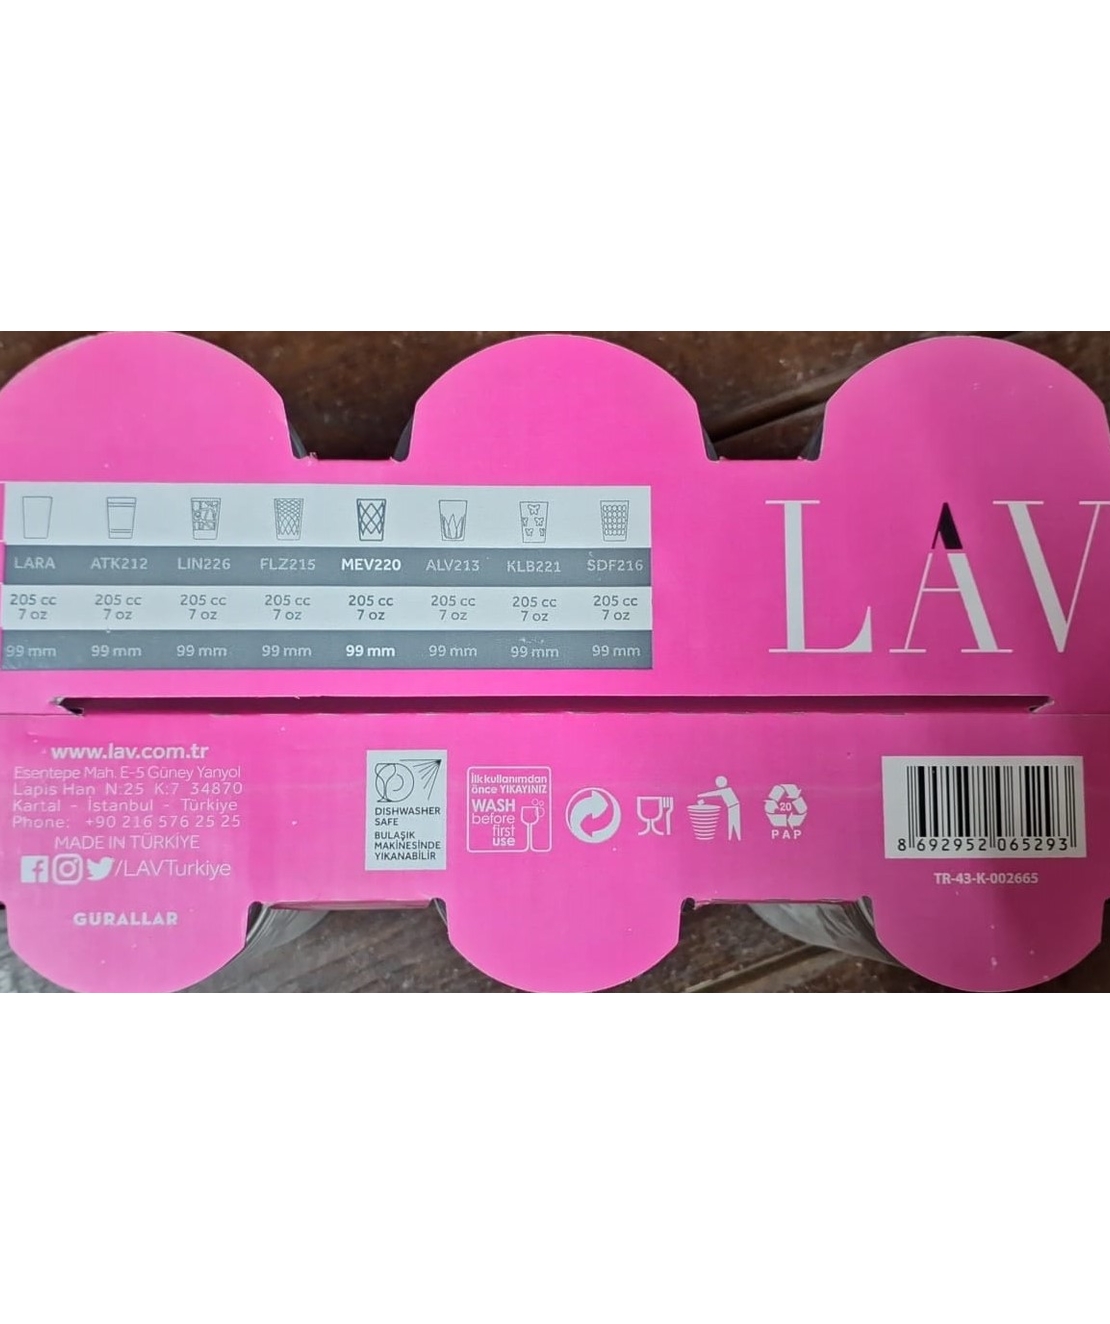 LARA ATK212 LIN226 FLZ215 MEV220 ALV213 KLB221 SDF216
205 cc 205 cc 205 cc 205 cc 205 cc 205 cc 205 cc 205 cc
7 oz 7 oz 7 oz 7 oz 7 oz 7 oz 7 oz 7 oz
99 mm 99 mm 99 mm 99 mm 99 mm 99 mm 99 mm 99 mm
LAV
www.lav.com.tr
Esentepe Mah. E-5 Güney Yanyol
Lapis Han N:25 K:7 34870
Kartal - İstanbul - Türkiye
Phone: +90 216 576 25 25
MADE IN TÜRKİYE
/LAVTurkiye
GÜRALLAR
DISHWASHER
SAFE
BULAŞIK
MAKİNESİNDE
YIKANABİLİR
İlk kullanımdan
önce YIKAYINIZ
WASH
before
first
use
20
PAP
8 692952 065293
TR-43-K-002665